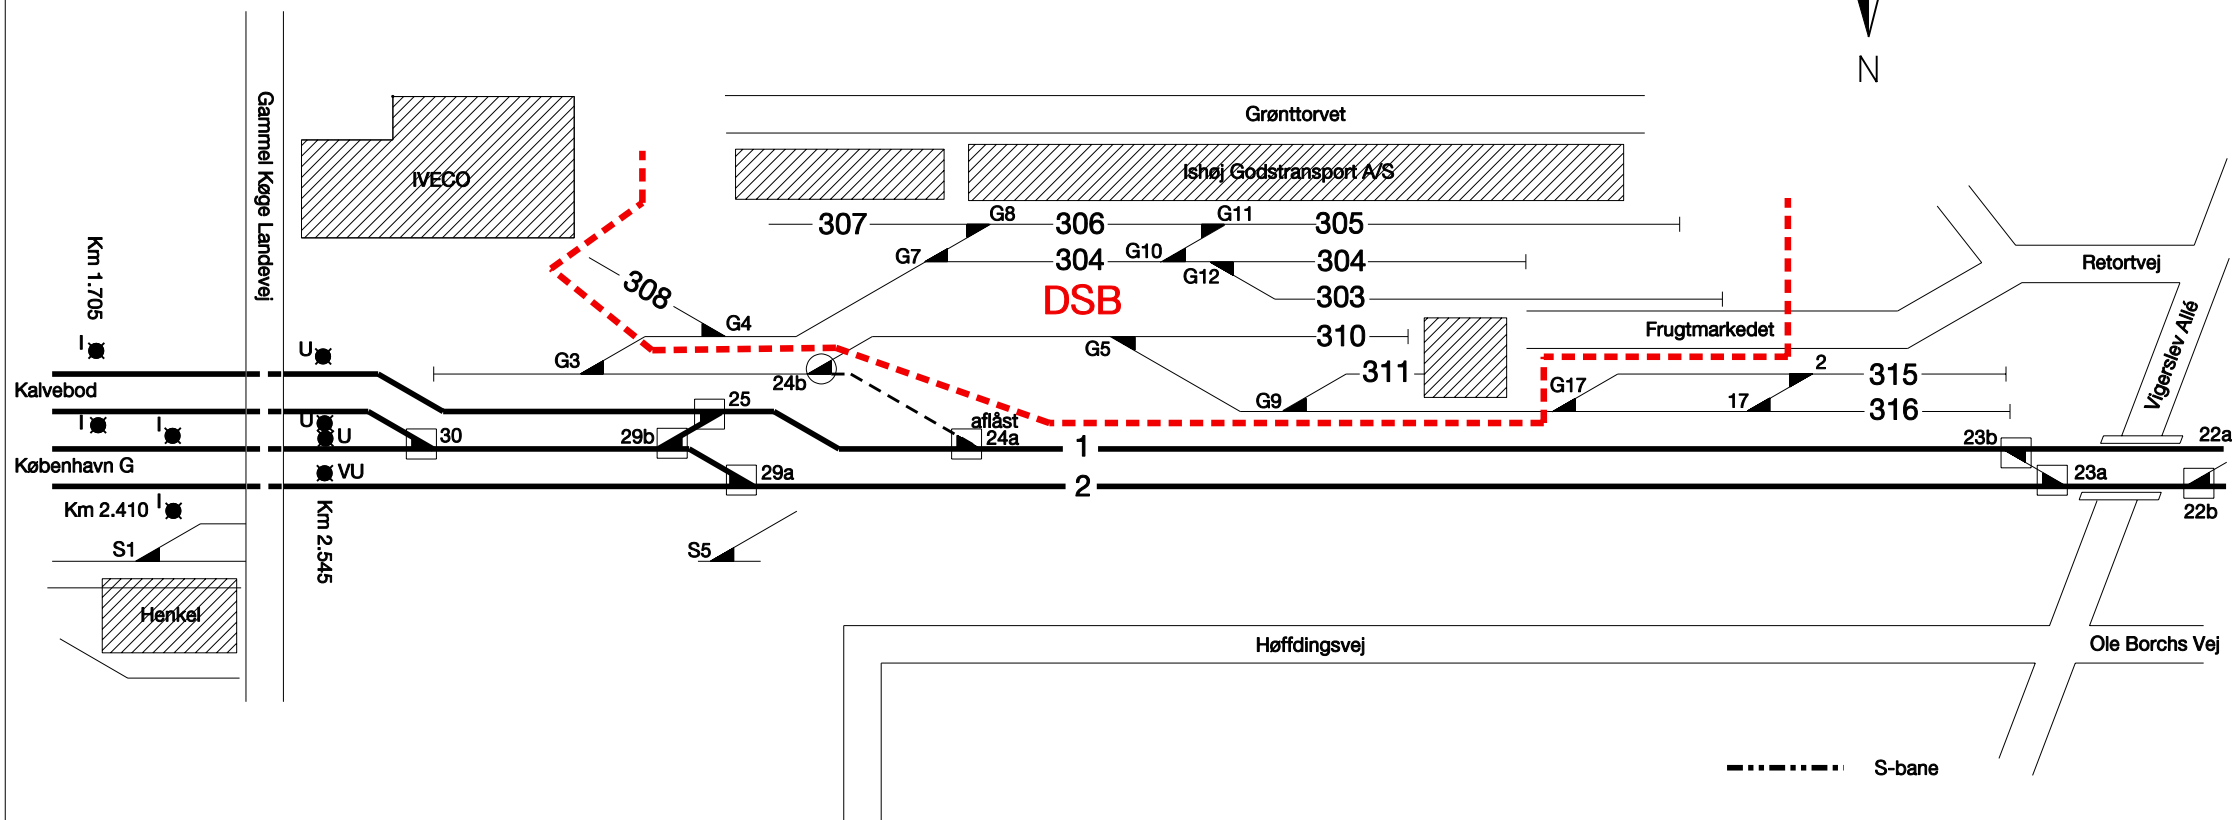 N
Grønttorvet
Gammel Køge Landevej
IVECO
Ishøj Godstransport A/S
307
G8
306
G11
305
G7
304
G10
G12
304
Retortvej
308
DSB
303
Km 1.705
G4
310
Frugtmarkedet
Vigerslev Allé
I
U
G3
24b
G5
311
G17
2
315
Kalvebod
25
G9
17
316
I
I
U
U
30
29b
aflåst
24a
1
23b
22a
København G
VU
29a
2
23a
Km 2.410
I
22b
Km 2.545
S1
S5
Henkel
Høffdingsvej
Ole Borchs Vej
S-bane